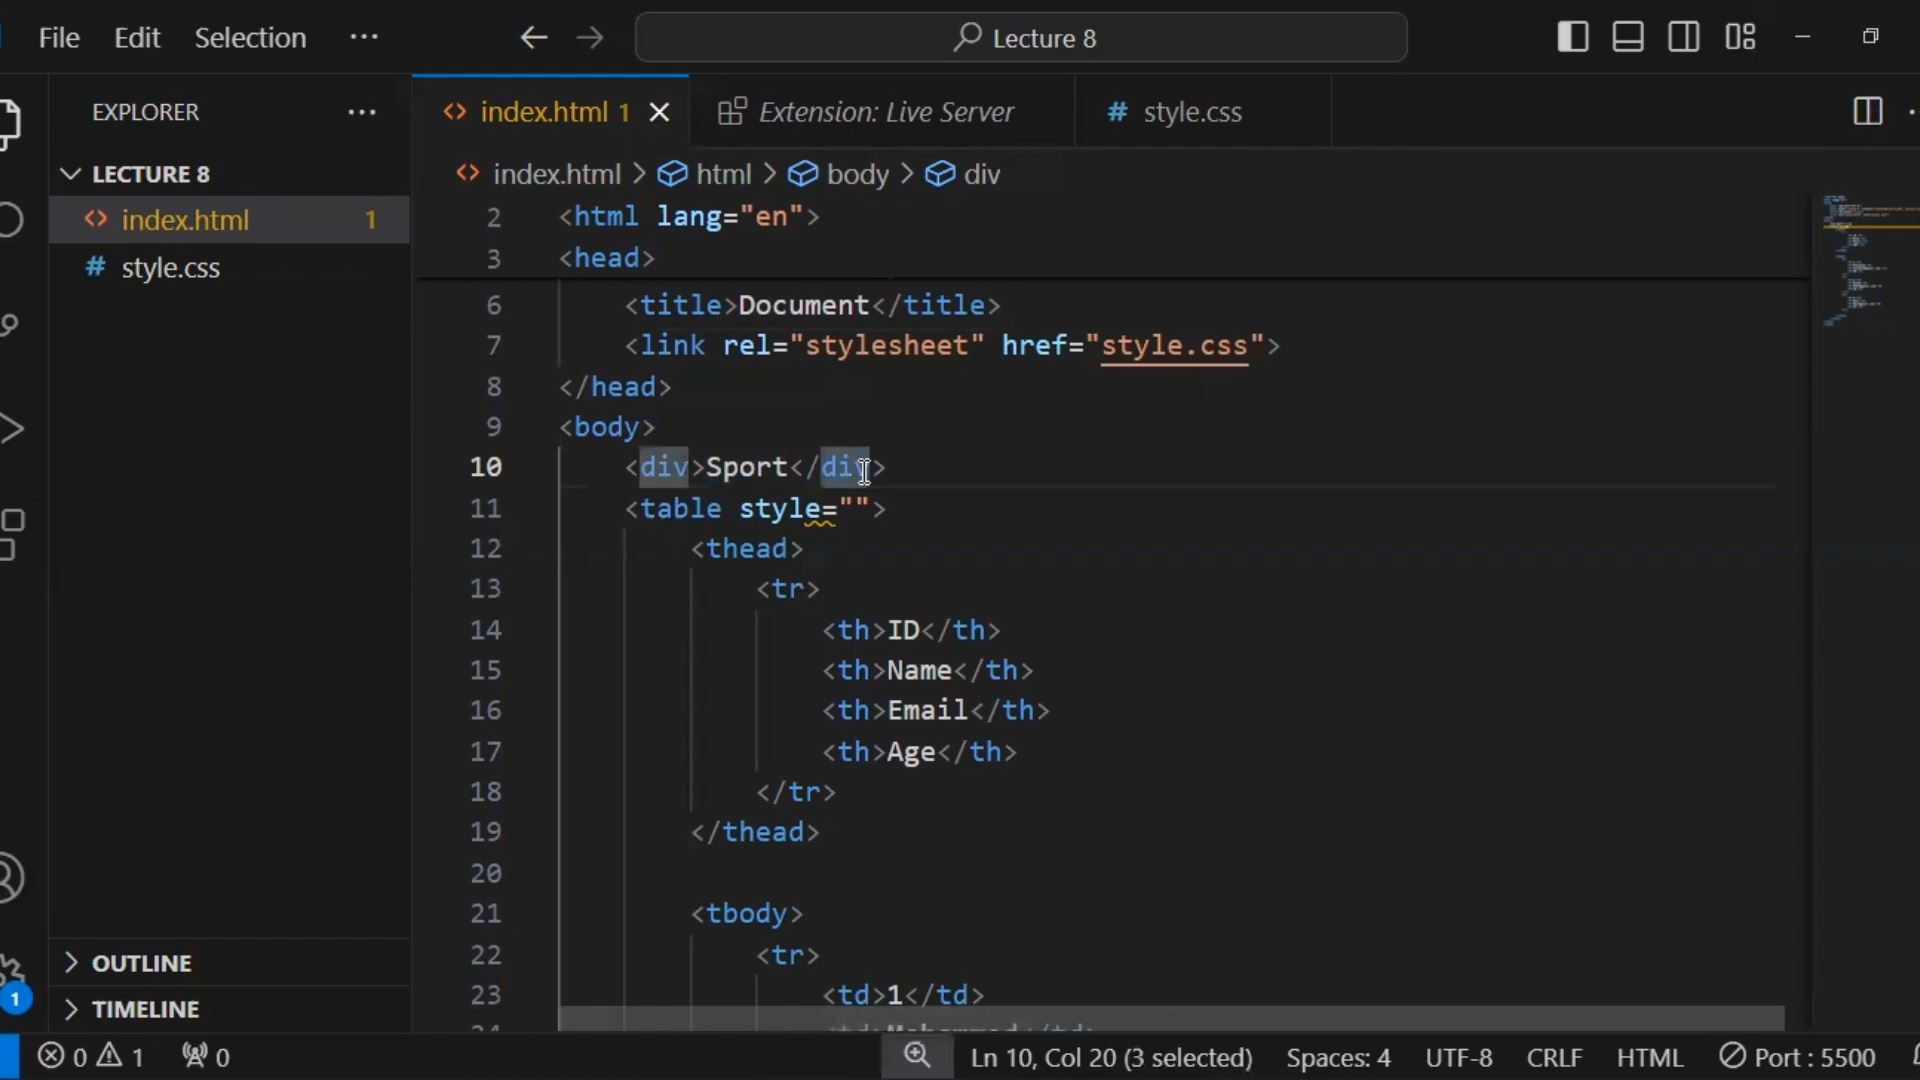 File Edit Selection ··· Lecture 8
EXPLORER ···
LECTURE 8
index.html 1
style.css
OUTLINE
TIMELINE
index.html 1 Extension: Live Server style.css
index.html > html > body > div
2 <html lang="en">
3 <head>
6 <title>Document</title>
7 <link rel="stylesheet" href="style.css">
8 </head>
9 <body>
10 <div>Sport</div>
11 <table style="">
12 <thead>
13 <tr>
14 <th>ID</th>
15 <th>Name</th>
16 <th>Email</th>
17 <th>Age</th>
18 </tr>
19 </thead>
20
21 <tbody>
22 <tr>
23 <td>1</td>
1
0 1 0 Ln 10, Col 20 (3 selected) Spaces: 4 UTF-8 CRLF HTML Port : 5500